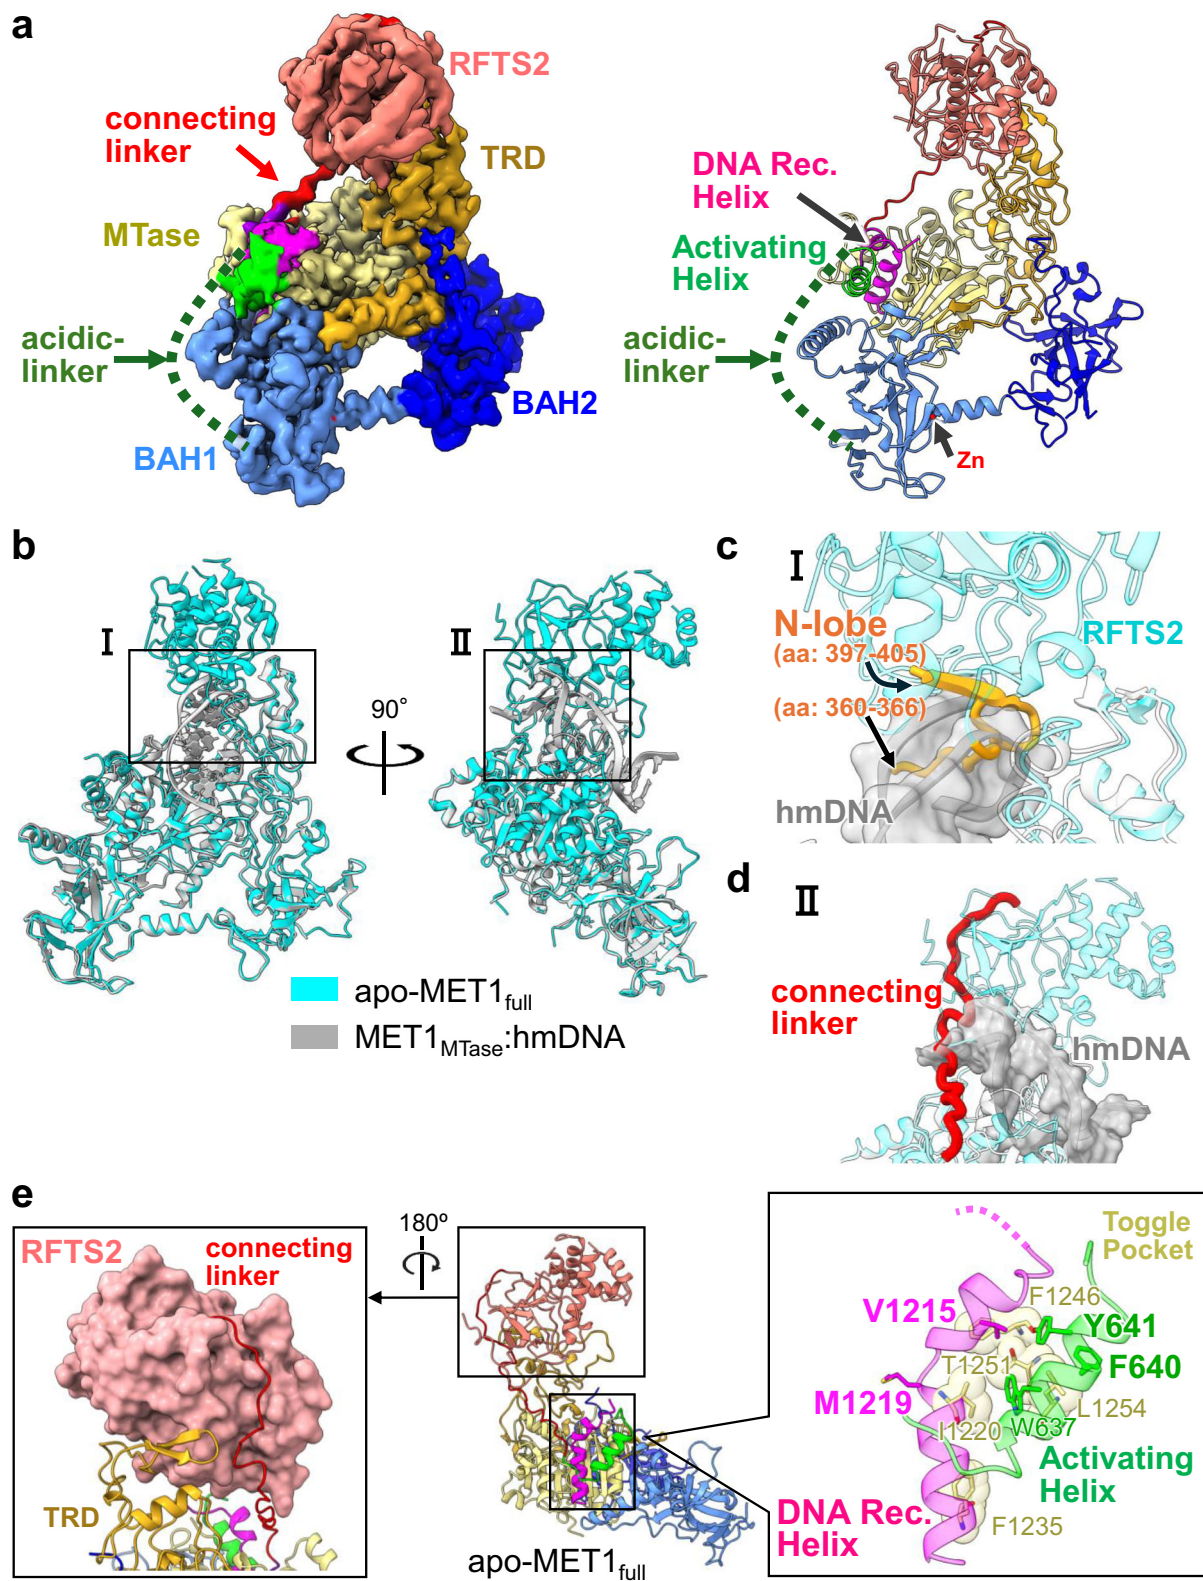 a
RFTS2
connecting
linker
TRD
MTase
acidic-
linker
BAH1
BAH2
DNA Rec.
Helix
Activating
Helix
acidic-
linker
Zn
b
I
II
90°
apo-MET1full
MET1MTase:hmDNA
c
I
N-lobe
(aa: 397-405)
(aa: 360-366)
RFTS2
hmDNA
d
II
connecting
linker
hmDNA
e
RFTS2
connecting
linker
TRD
180º
apo-MET1full
Toggle
Pocket
F1246
V1215
Y641
T1251
F640
M1219
L1254
I1220
W637
Activating
Helix
DNA Rec.
Helix
F1235